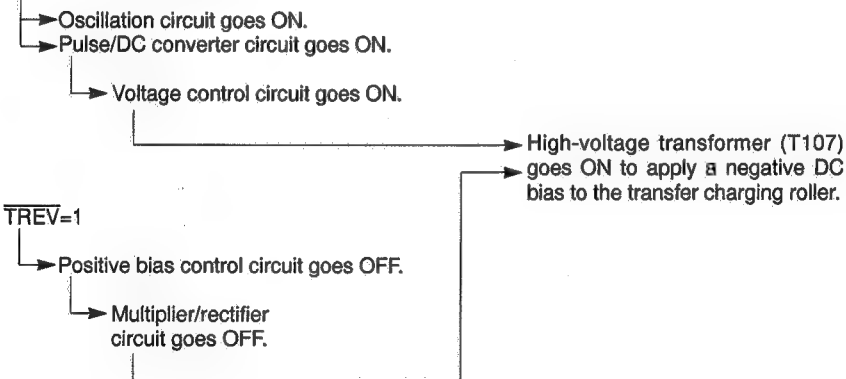 Oscillation circuit goes ON.
Pulse/DC converter circuit goes ON.
Voltage control circuit goes ON.
High-voltage transformer (T107)
goes ON to apply a negative DC
bias to the transfer charging roller.
T̅R̅E̅V̅=1
Positive bias control circuit goes OFF.
Multiplier/rectifier
circuit goes OFF.